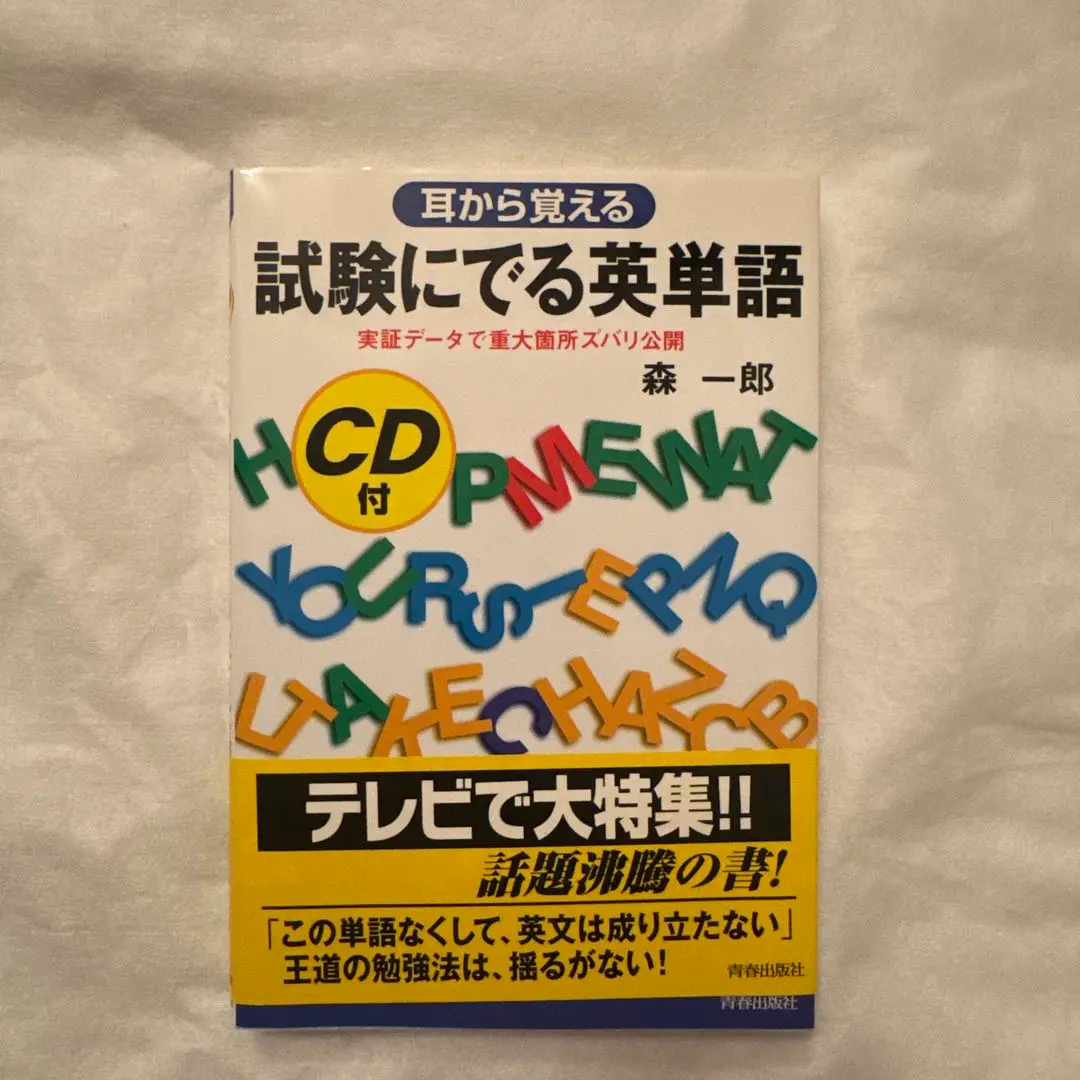 耳から覚える
試験にでる英単語
実証データで重大箇所ズバリ公開
森 一郎
CD
付
H PMEWAT
YOURSIEPNQ
LTAKECHAZCB
テレビで大特集!!
話題沸騰の書!
「この単語なくして、英文は成り立たない」
王道の勉強法は、揺るがない!
青春出版社
青春出版社